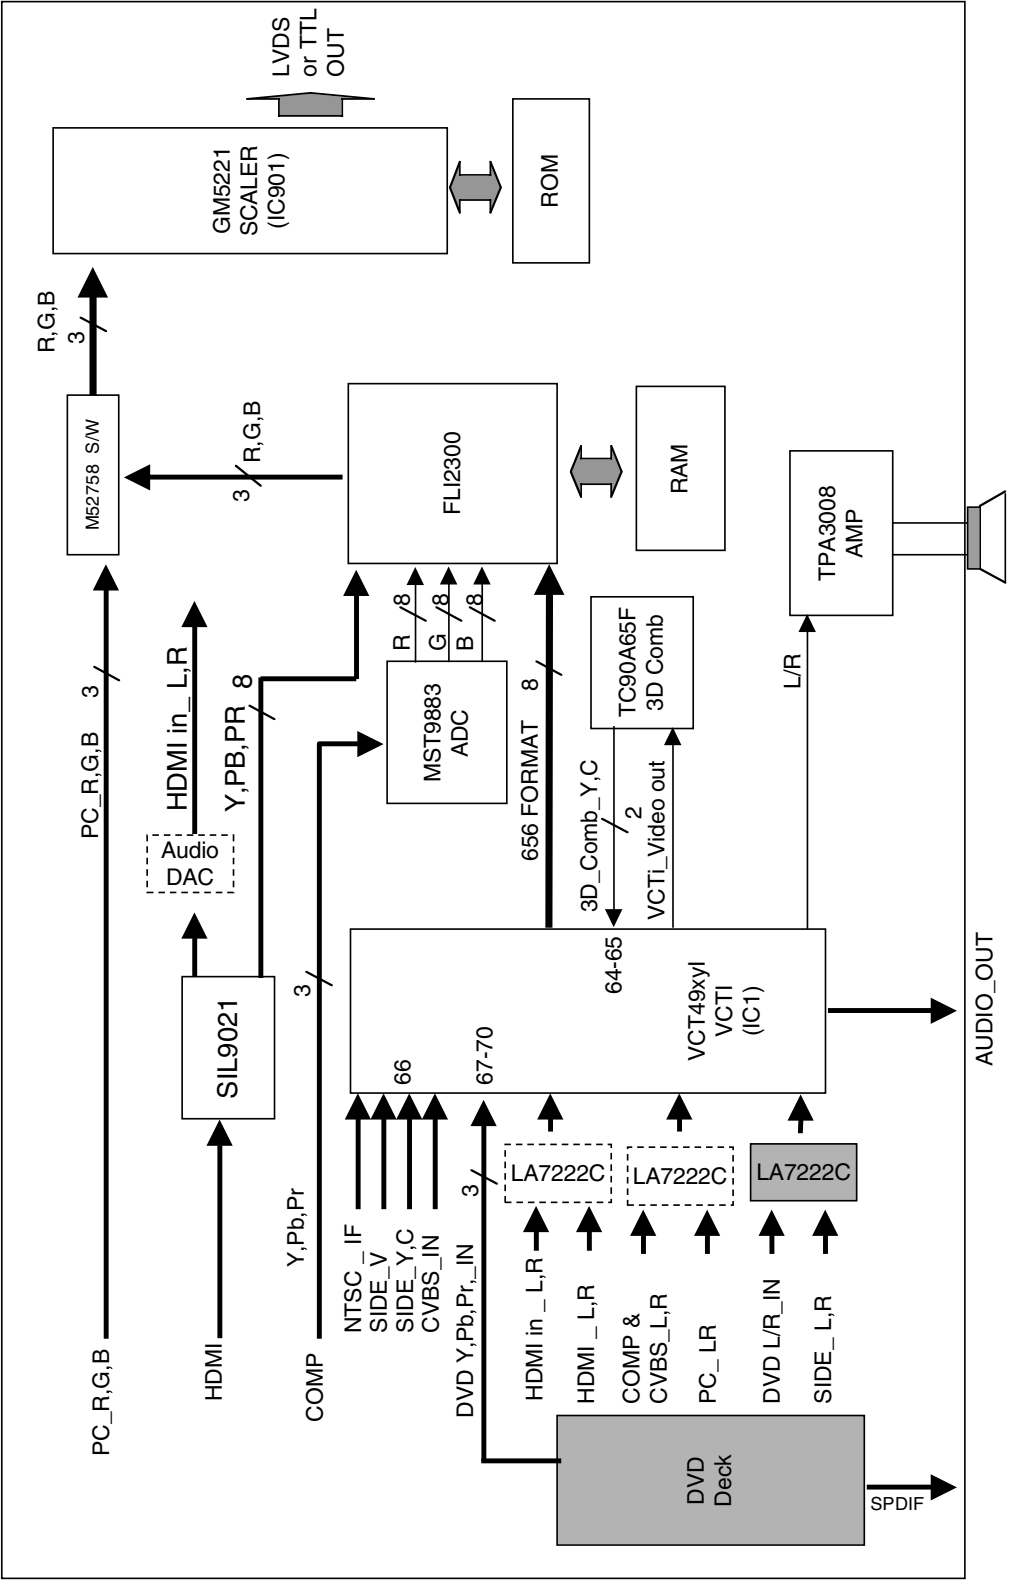 PC_R,G,B
HDMI
COMP
Y,Pb,Pr
3
SIL9021
Audio
DAC
HDMI in _ L,R
Y,PB,PR
8
PC_R,G,B
3
M52758 S/W
R,G,B
3
GM5221
SCALER
(IC901)
LVDS
or TTL
OUT
ROM
3
R,G,B
FLI2300
RAM
MST9883
ADC
R
8
G
8
B
8
656 FORMAT
8
3D_Comb_Y,C
2
VCTi_Video out
TC90A65F
3D Comb
NTSC _ IF
SIDE_V
SIDE_Y,C
CVBS_IN
DVD Y,Pb,Pr,_IN
3
66
67-70
64-65
VCT49xyI
VCTI
(IC1)
HDMI in _ L,R
HDMI _ L,R
LA7222C
COMP &
CVBS_L,R
PC_ LR
LA7222C
DVD L/R_IN
SIDE_ L,R
LA7222C
L/R
TPA3008
AMP
DVD
Deck
SPDIF
AUDIO_OUT